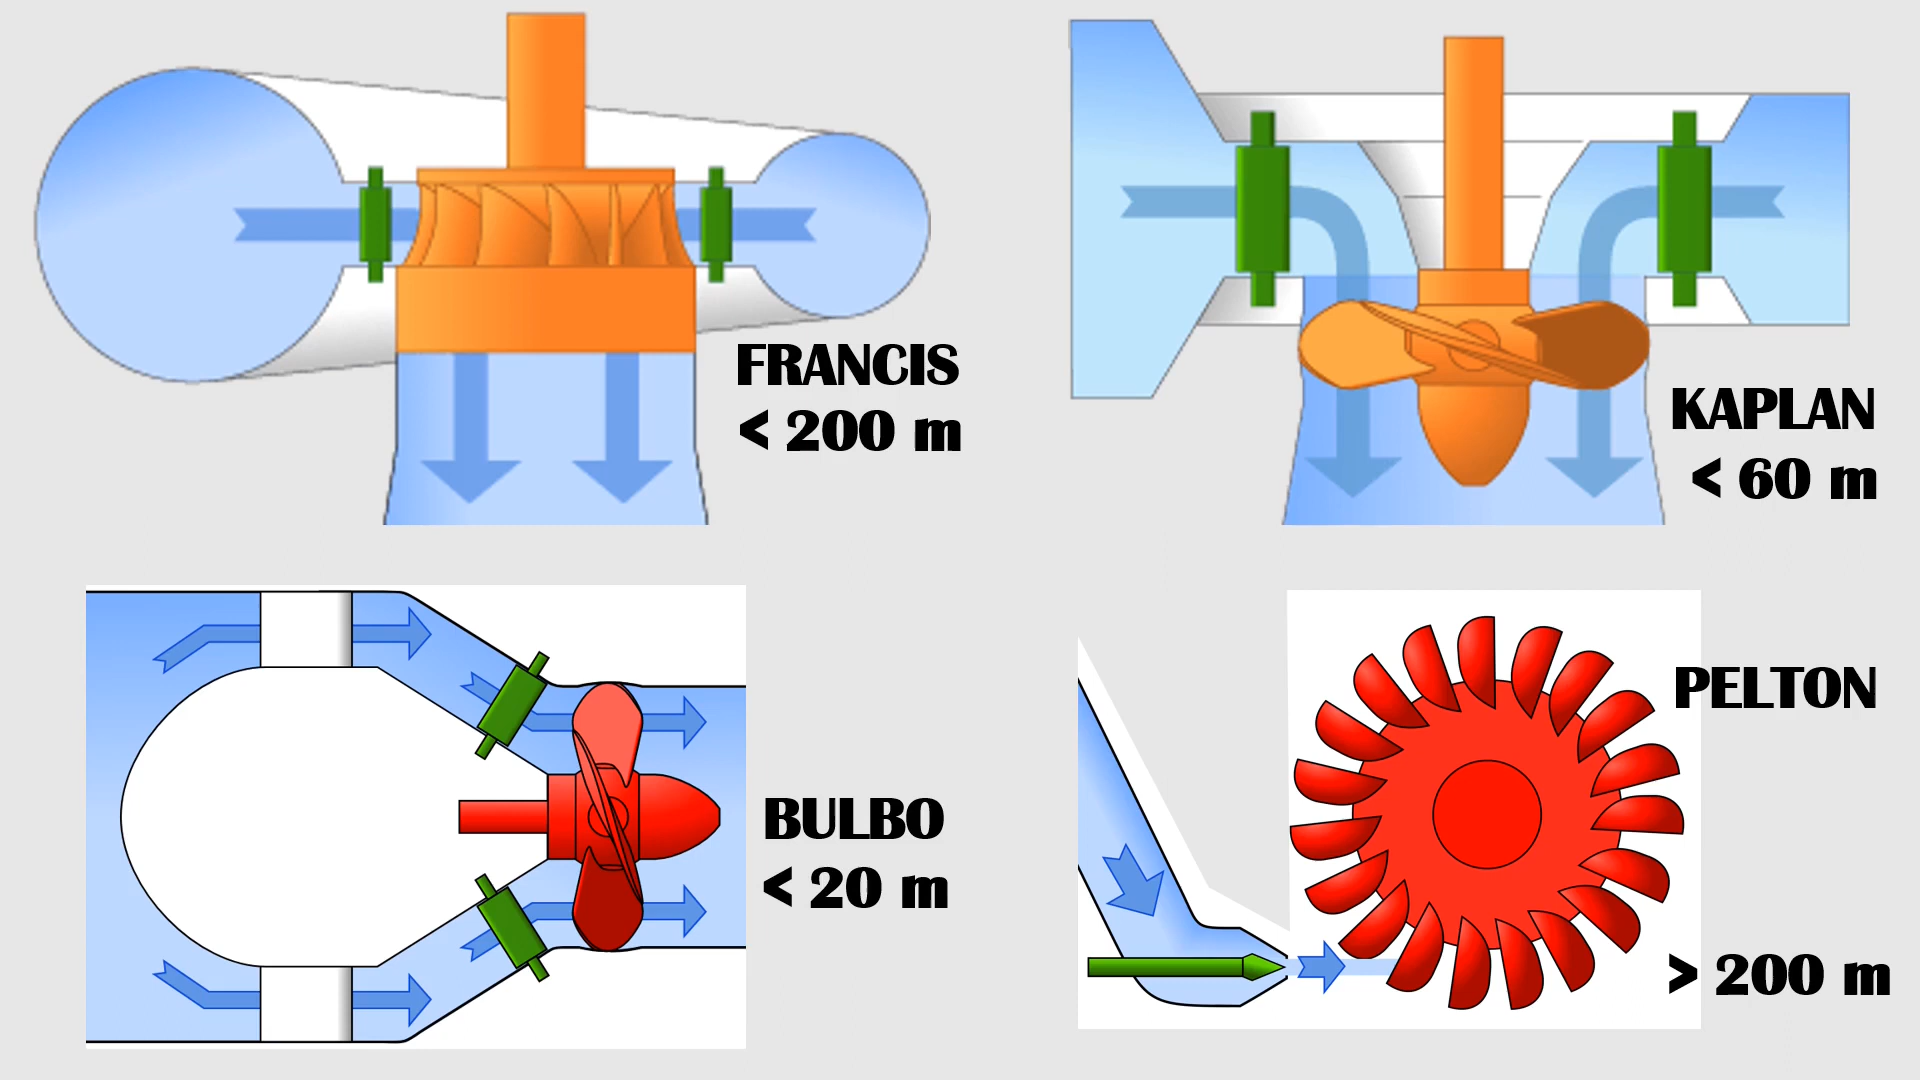 FRANCIS
< 200 m
KAPLAN
< 60 m
BULBO
< 20 m
PELTON
> 200 m